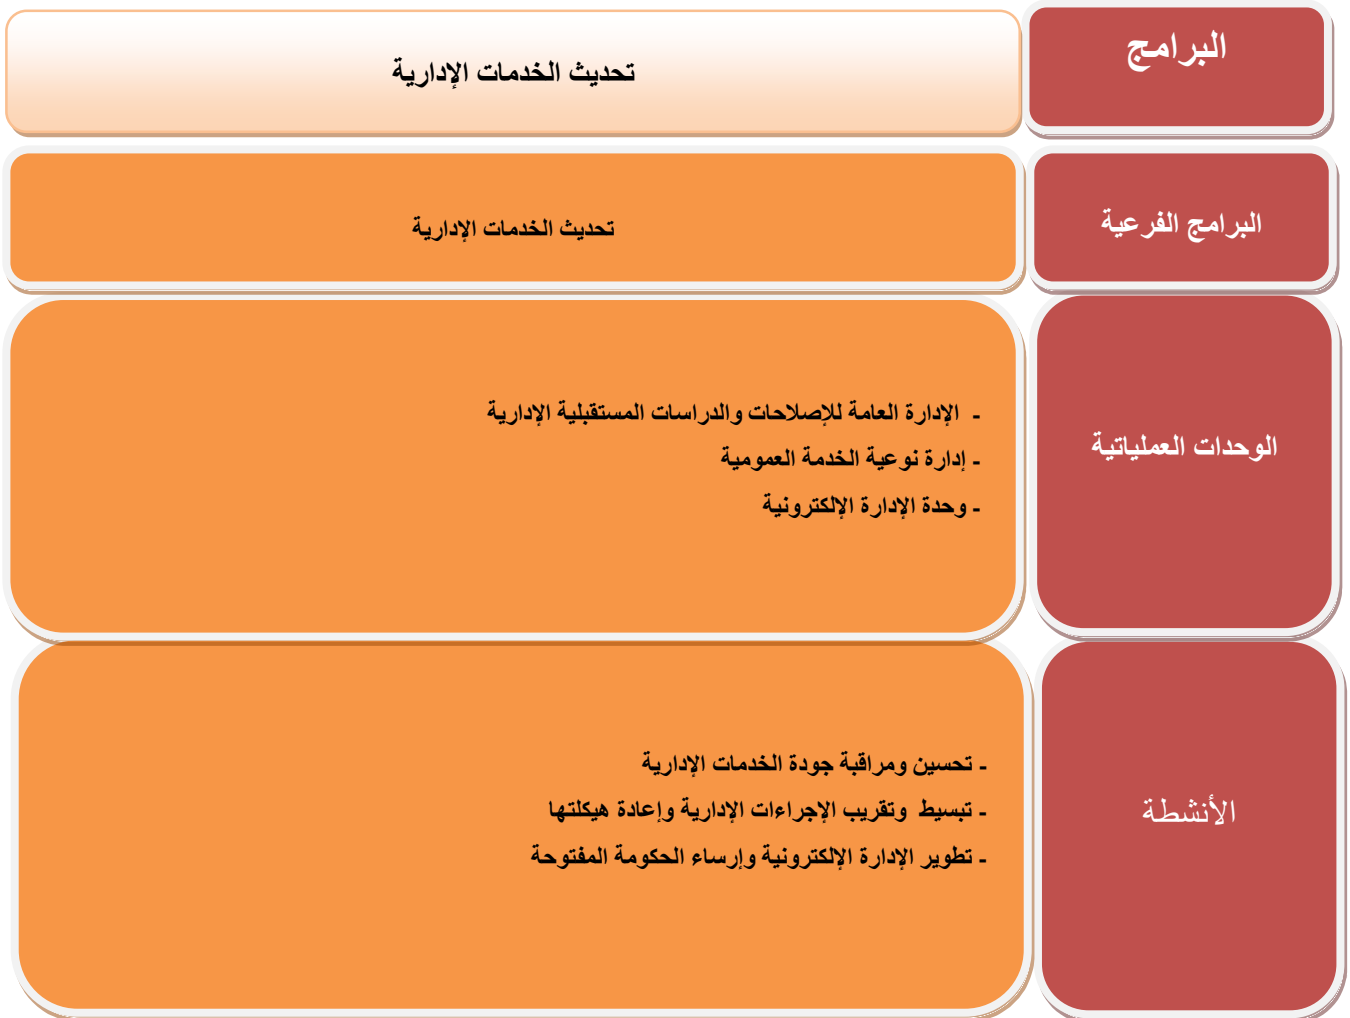 البرامج
تحديث الخدمات الإدارية
البرامج الفرعية
تحديث الخدمات الإدارية
الوحدات العملياتية
- الإدارة العامة للإصلاحات والدراسات المستقبلية الإدارية
- إدارة نوعية الخدمة العمومية
- وحدة الإدارة الإلكترونية
الأنشطة
- تحسين ومراقبة جودة الخدمات الإدارية
- تبسيط وتقريب الإجراءات الإدارية وإعادة هيكلتها
- تطوير الإدارة الإلكترونية وإرساء الحكومة المفتوحة